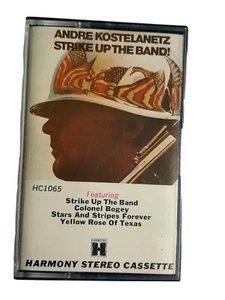 ANDRE KOSTELANETZ
STRIKE UP THE BAND!
HC1065
Featuring
Strike Up The Band
Colonel Bogey
Stars And Stripes Forever
Yellow Rose Of Texas
HARMONY
H
HARMONY STEREO CASSETTE